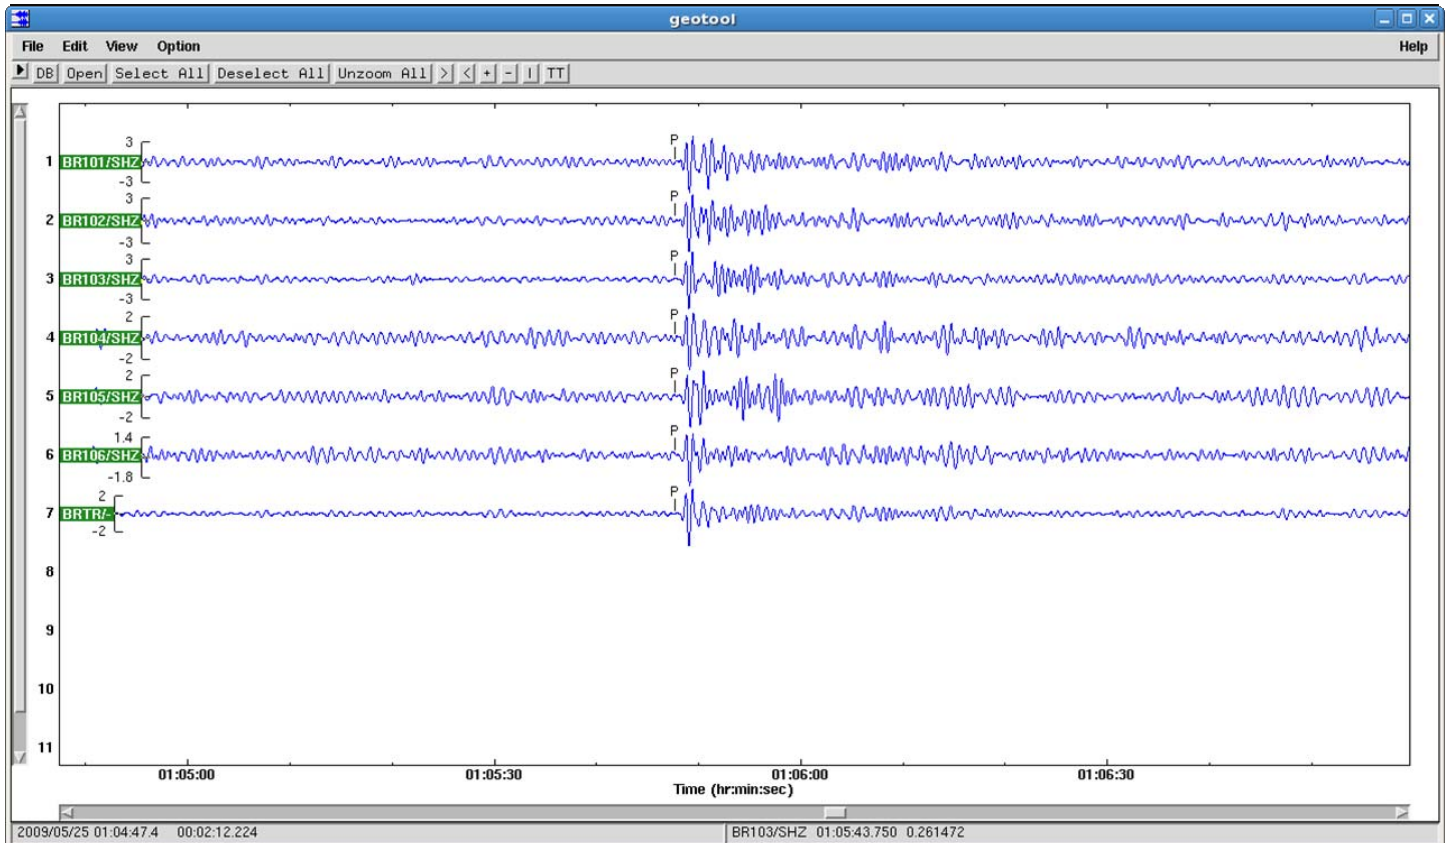 geotool
File Edit View Option Help
DB Open Select All Deselect All Unzoom All > < + - | TT
1 BR101/SHZ 3 -3 P
2 BR102/SHZ 3 -3 P
3 BR103/SHZ 3 -3 P
4 BR104/SHZ 2 -2 P
5 BR105/SHZ 2 -2 P
6 BR106/SHZ 1.4 -1.8 P
7 BRTR/- 2 -2 P
8
9
10
11
01:05:00 01:05:30 01:06:00 01:06:30
Time (hr:min:sec)
2009/05/25 01:04:47.4 00:02:12.224 BR103/SHZ 01:05:43.750 0.261472